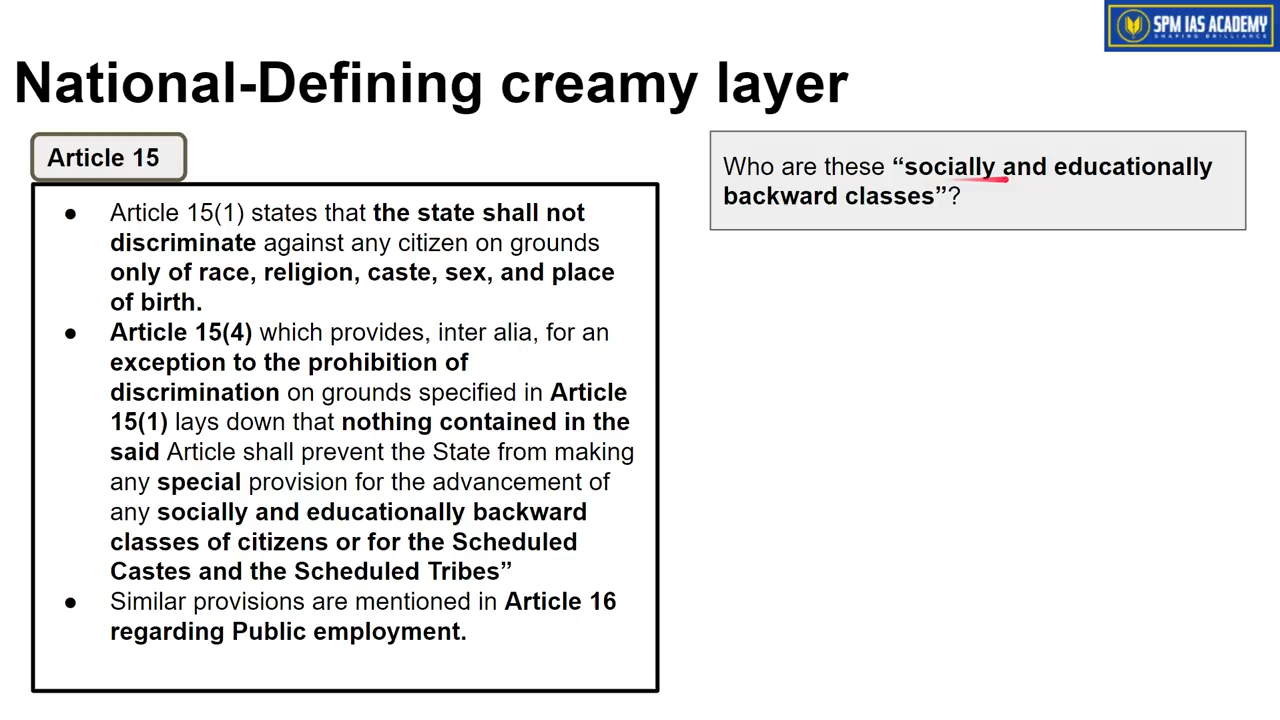 SPM IAS ACADEMY
SHAPING BRILLIANCE
National-Defining creamy layer
Article 15
● Article 15(1) states that the state shall not
discriminate against any citizen on grounds
only of race, religion, caste, sex, and place
of birth.
● Article 15(4) which provides, inter alia, for an
exception to the prohibition of
discrimination on grounds specified in Article
15(1) lays down that nothing contained in the
said Article shall prevent the State from making
any special provision for the advancement of
any socially and educationally backward
classes of citizens or for the Scheduled
Castes and the Scheduled Tribes”
● Similar provisions are mentioned in Article 16
regarding Public employment.
Who are these “socially and educationally
backward classes”?